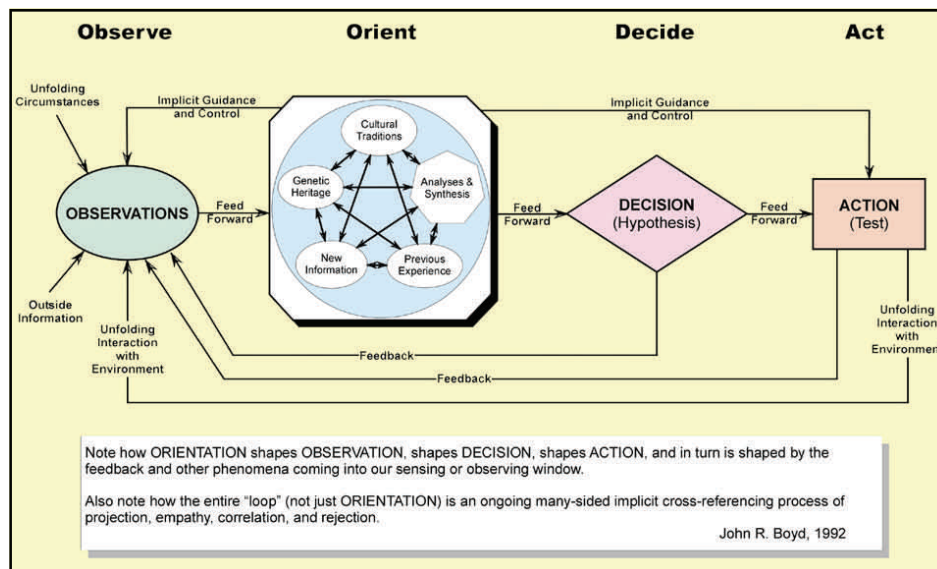 Observe
Orient
Decide
Act
Unfolding
Circumstances
Implicit Guidance
and Control
Implicit Guidance
and Control
Cultural
Traditions
Genetic
Heritage
Analyses &
Synthesis
New
Information
Previous
Experience
OBSERVATIONS
Feed
Forward
Feed
Forward
DECISION
(Hypothesis)
Feed
Forward
ACTION
(Test)
Outside
Information
Unfolding
Interaction
with
Environment
Feedback
Feedback
Unfolding
Interaction
with
Environment
Note how ORIENTATION shapes OBSERVATION, shapes DECISION, shapes ACTION, and in turn is shaped by the
feedback and other phenomena coming into our sensing or observing window.
Also note how the entire “loop” (not just ORIENTATION) is an ongoing many-sided implicit cross-referencing process of
projection, empathy, correlation, and rejection.
John R. Boyd, 1992